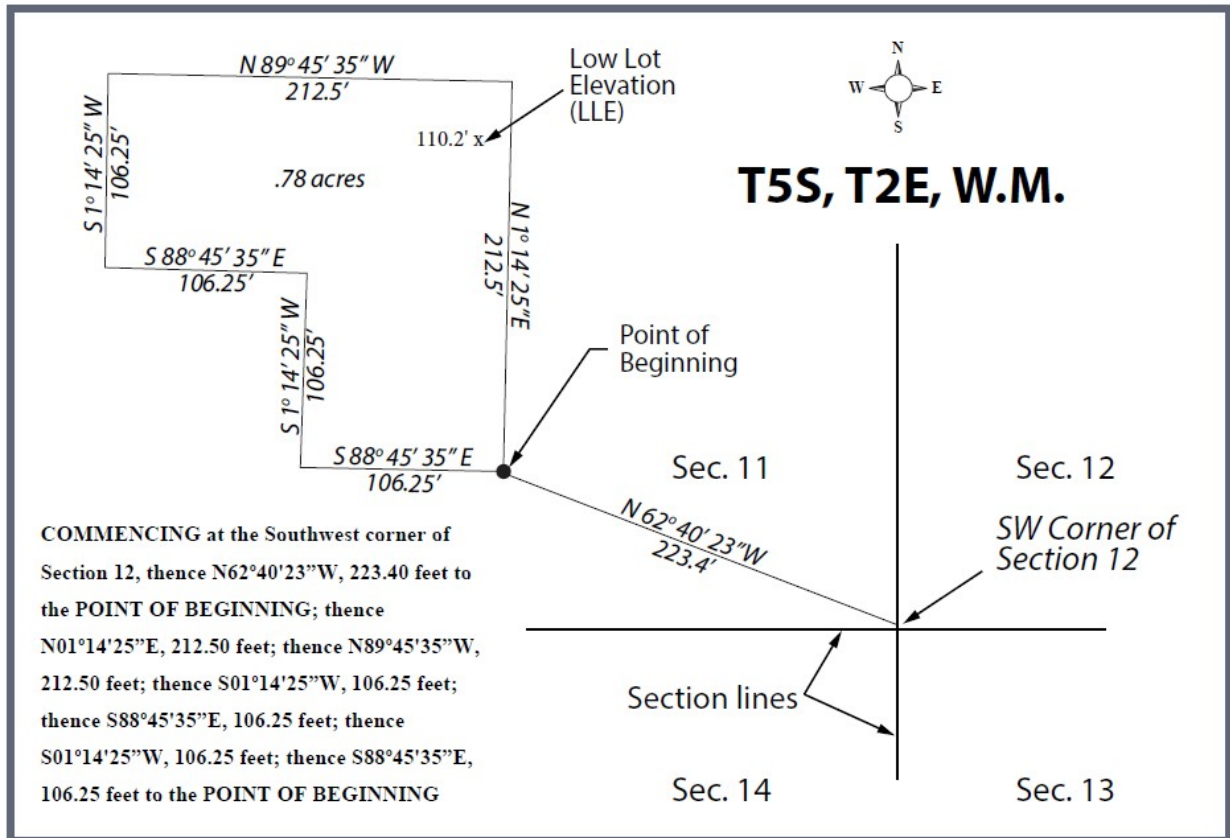 N 89° 45' 35" W
212.5'
Low Lot
Elevation
(LLE)
110.2' x
N
W
E
S
T5S, T2E, W.M.
S 1° 14' 25" W
106.25'
.78 acres
N 1° 14' 25"E
212.5'
S 88° 45' 35" E
106.25'
S 1° 14' 25" W
106.25'
Point of
Beginning
S 88° 45' 35" E
106.25'
Sec. 11
Sec. 12
N 62° 40' 23"W
223.4'
SW Corner of
Section 12
COMMENCING at the Southwest corner of
Section 12, thence N62°40'23”W, 223.40 feet to
the POINT OF BEGINNING; thence
N01°14'25”E, 212.50 feet; thence N89°45'35”W,
212.50 feet; thence S01°14'25”W, 106.25 feet;
thence S88°45'35”E, 106.25 feet; thence
S01°14'25”W, 106.25 feet; thence S88°45'35”E,
106.25 feet to the POINT OF BEGINNING
Section lines
Sec. 14
Sec. 13